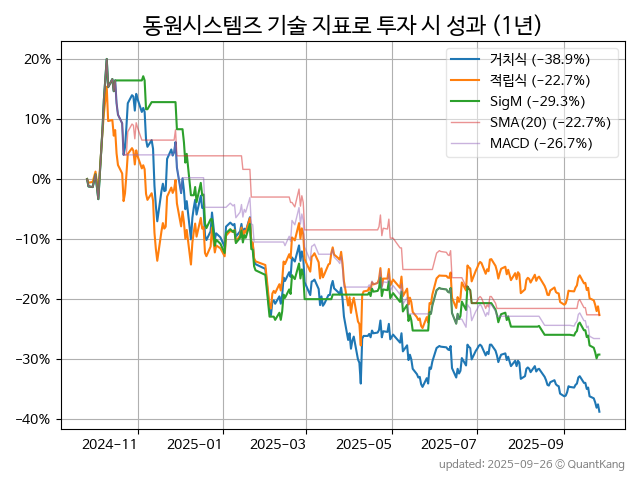 동원시스템즈 기술 지표로 투자 시 성과 (1년)
거치식 (−38.9%)
적립식 (−22.7%)
SigM (−29.3%)
SMA(20) (−22.7%)
MACD (−26.7%)
20%
10%
0%
−10%
−20%
−30%
−40%
2024−11 2025−01 2025−03 2025−05 2025−07 2025−09
updated: 2025−09−26 © QuantKang